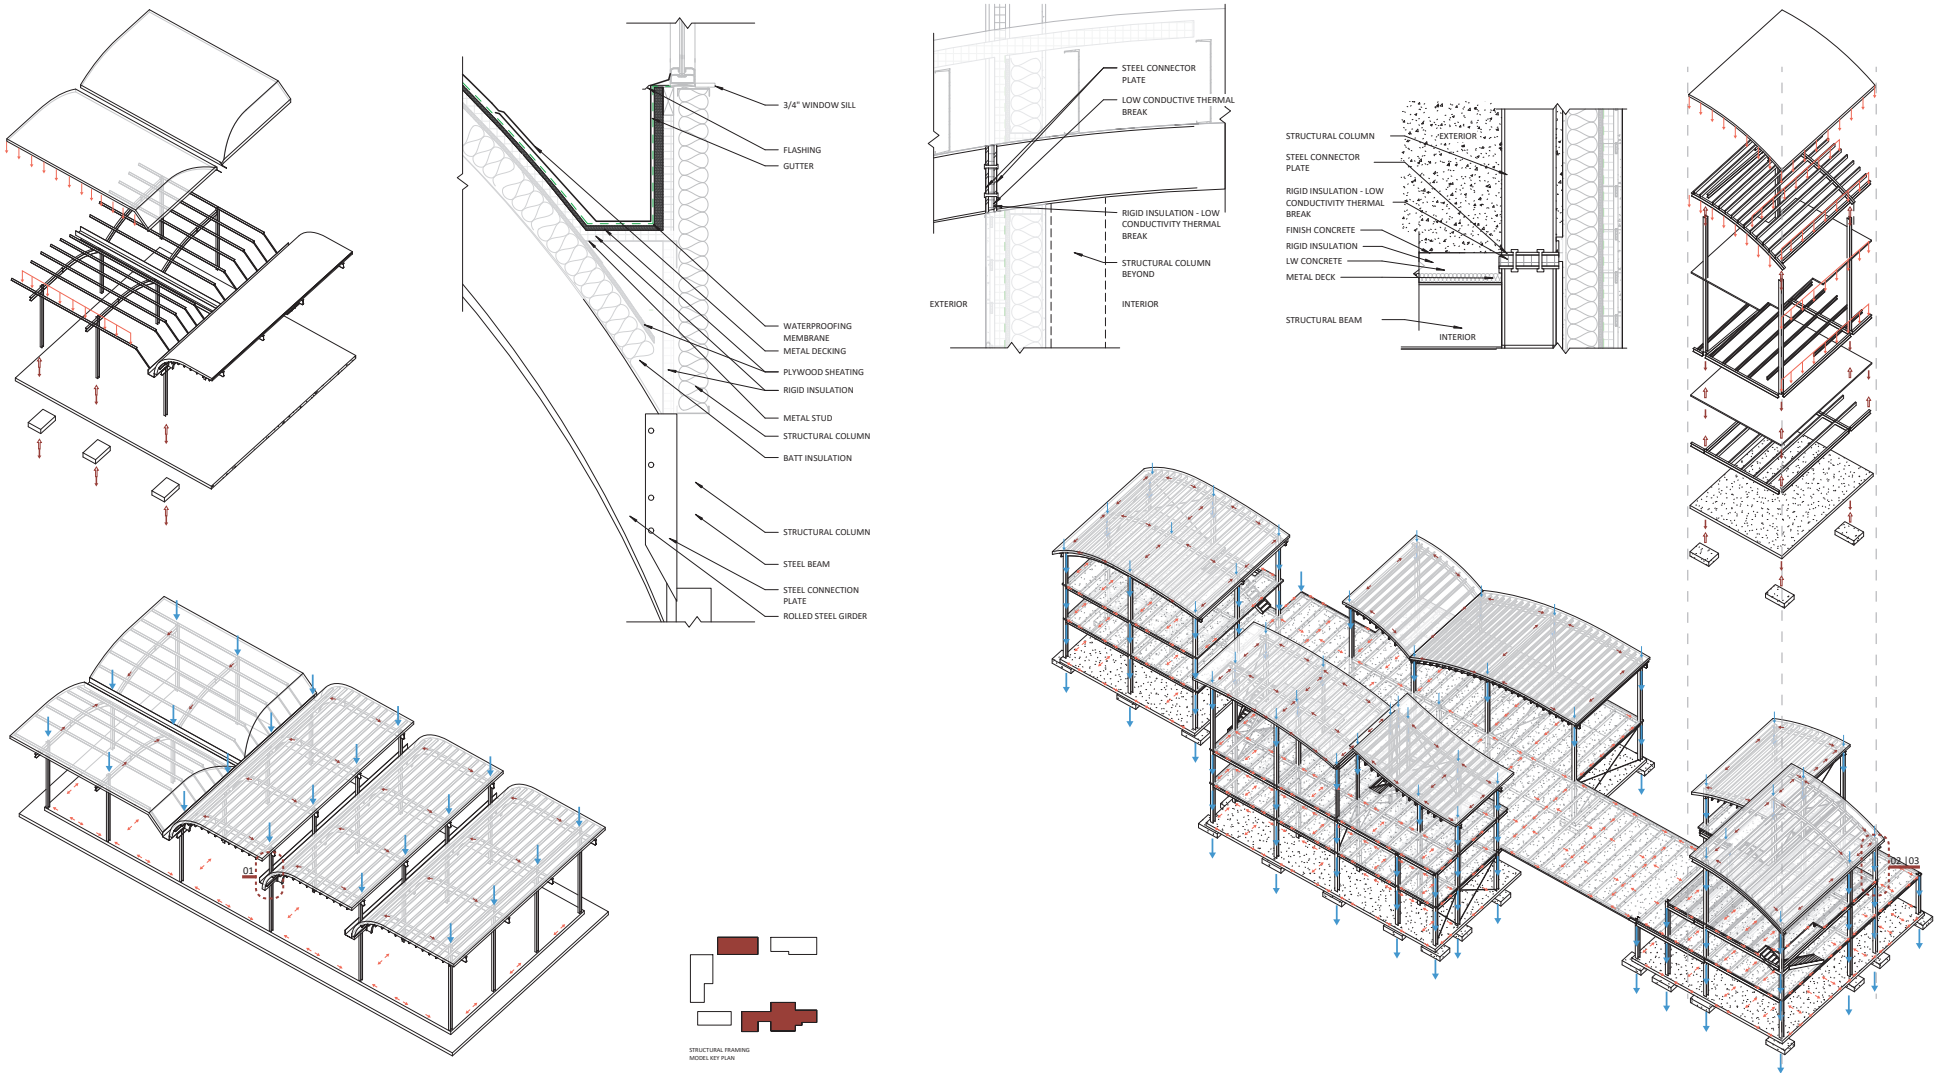 3/4" WINDOW SILL
FLASHING
GUTTER
WATERPROOFING
MEMBRANE
METAL DECKING
PLYWOOD SHEATING
RIGID INSULATION
METAL STUD
STRUCTURAL COLUMN
BATT INSULATION
STRUCTURAL COLUMN
STEEL BEAM
STEEL CONNECTION
PLATE
ROLLED STEEL GIRDER
STEEL CONNECTOR
PLATE
LOW CONDUCTIVE THERMAL
BREAK
RIGID INSULATION - LOW
CONDUCTIVITY THERMAL
BREAK
STRUCTURAL COLUMN
BEYOND
EXTERIOR
INTERIOR
STRUCTURAL COLUMN
EXTERIOR
STEEL CONNECTOR
PLATE
RIGID INSULATION - LOW
CONDUCTIVITY THERMAL
BREAK
FINISH CONCRETE
RIGID INSULATION
LW CONCRETE
METAL DECK
STRUCTURAL BEAM
INTERIOR
01
02 | 03
STRUCTURAL FRAMING
MODEL KEY PLAN